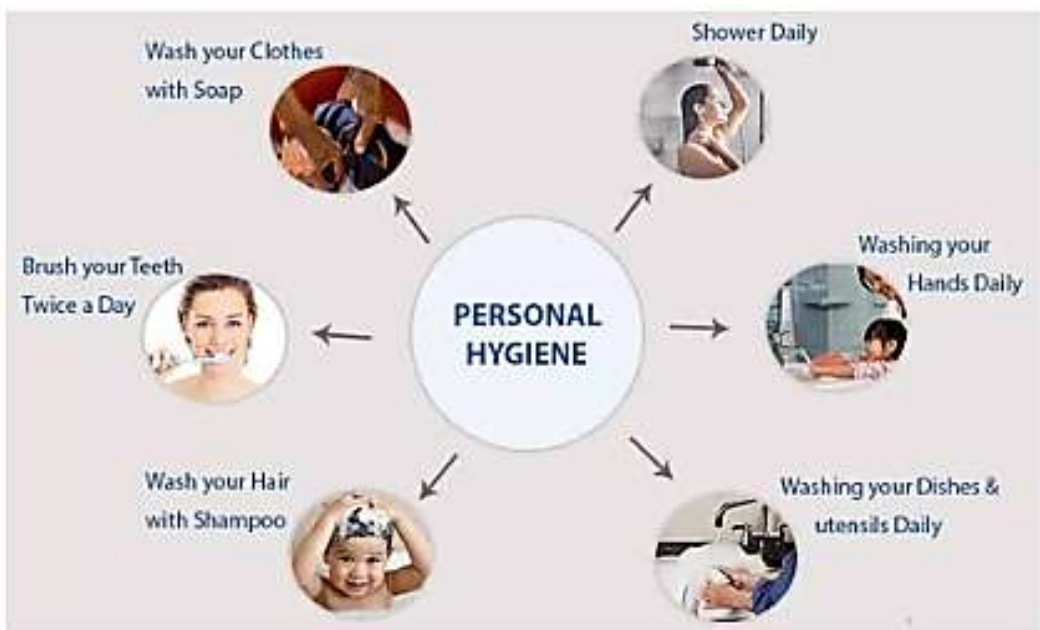 Wash your Clothes
with Soap
Shower Daily
Brush your Teeth
Twice a Day
PERSONAL
HYGIENE
Washing your
Hands Daily
Wash your Hair
with Shampoo
Washing your Dishes &
utensils Daily